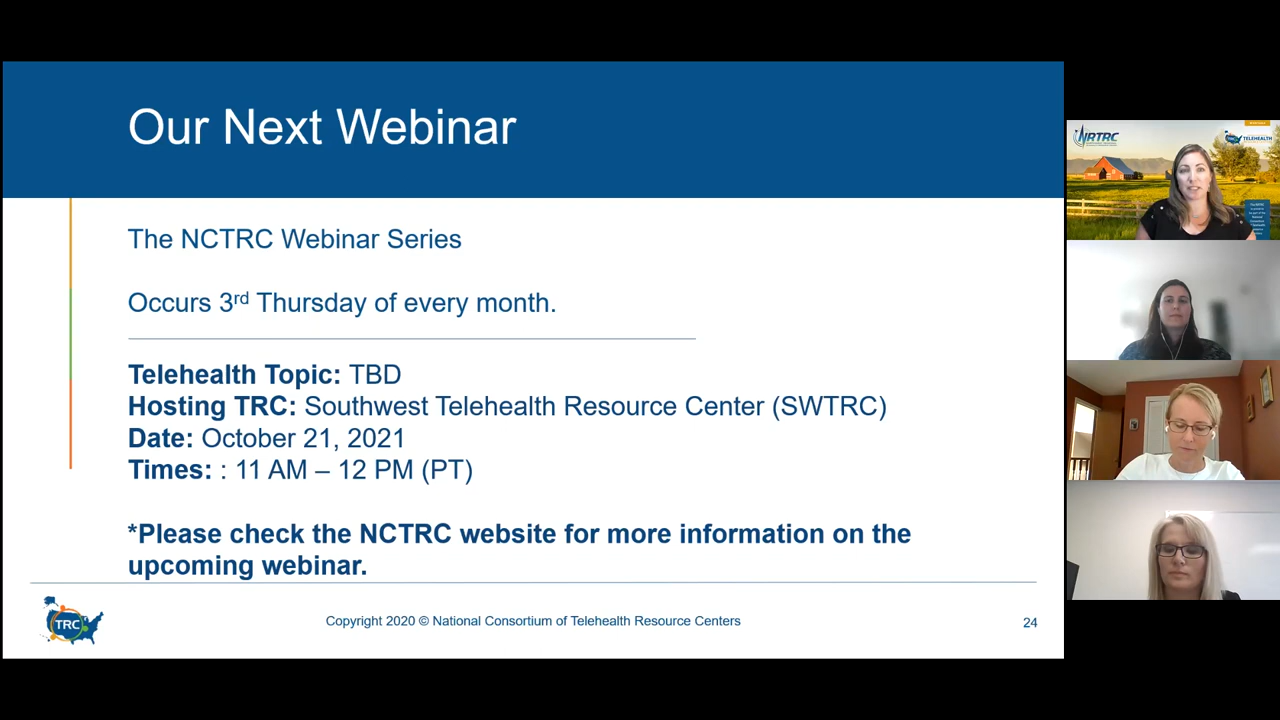 Our Next Webinar
The NCTRC Webinar Series
Occurs 3rd Thursday of every month.
Telehealth Topic: TBD
Hosting TRC: Southwest Telehealth Resource Center (SWTRC)
Date: October 21, 2021
Times: : 11 AM – 12 PM (PT)
*Please check the NCTRC website for more information on the
upcoming webinar.
TRC
Copyright 2020 © National Consortium of Telehealth Resource Centers
24
NRTRC
TELEHEALTH